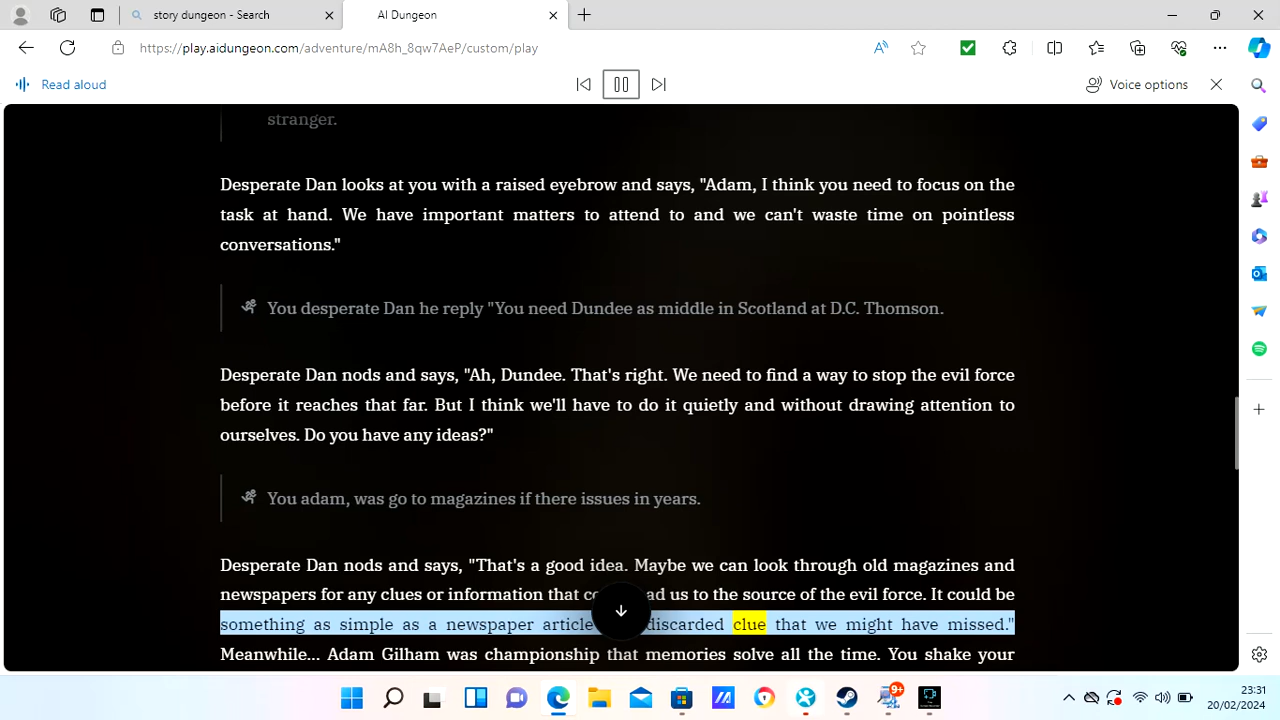 story dungeon - Search
AI Dungeon
https://play.aidungeon.com/adventure/mA8h_8qw7AeP/custom/play
Read aloud
Voice options
stranger.
Desperate Dan looks at you with a raised eyebrow and says, "Adam, I think you need to focus on the
task at hand. We have important matters to attend to and we can't waste time on pointless
conversations."
You desperate Dan he reply "You need Dundee as middle in Scotland at D.C. Thomson.
Desperate Dan nods and says, "Ah, Dundee. That's right. We need to find a way to stop the evil force
before it reaches that far. But I think we'll have to do it quietly and without drawing attention to
ourselves. Do you have any ideas?"
You adam, was go to magazines if there issues in years.
Desperate Dan nods and says, "That's a good idea. Maybe we can look through old magazines and
newspapers for any clues or information that us to the source of the evil force. It could be
something as simple as a newspaper article discarded clue that we might have missed."
Meanwhile... Adam Gilham was championship that memories solve all the time. You shake your
9+
23:31
20/02/2024